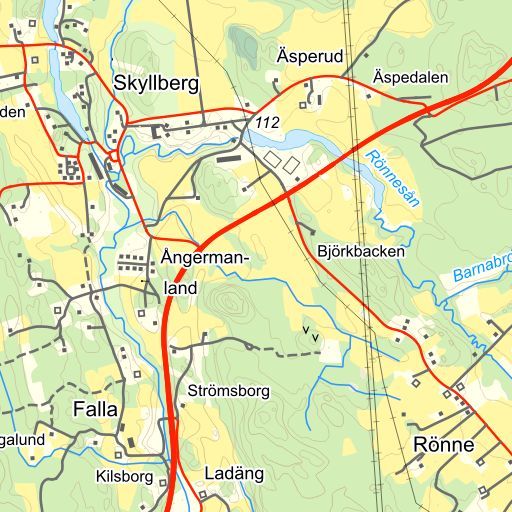 Äsperud
Äspedalen
Skyllberg
den
112
Rönnesån
Björkbacken
Ångerman-
land
Barnabro
Strömsborg
Falla
galund
Rönne
Kilsborg
Ladäng